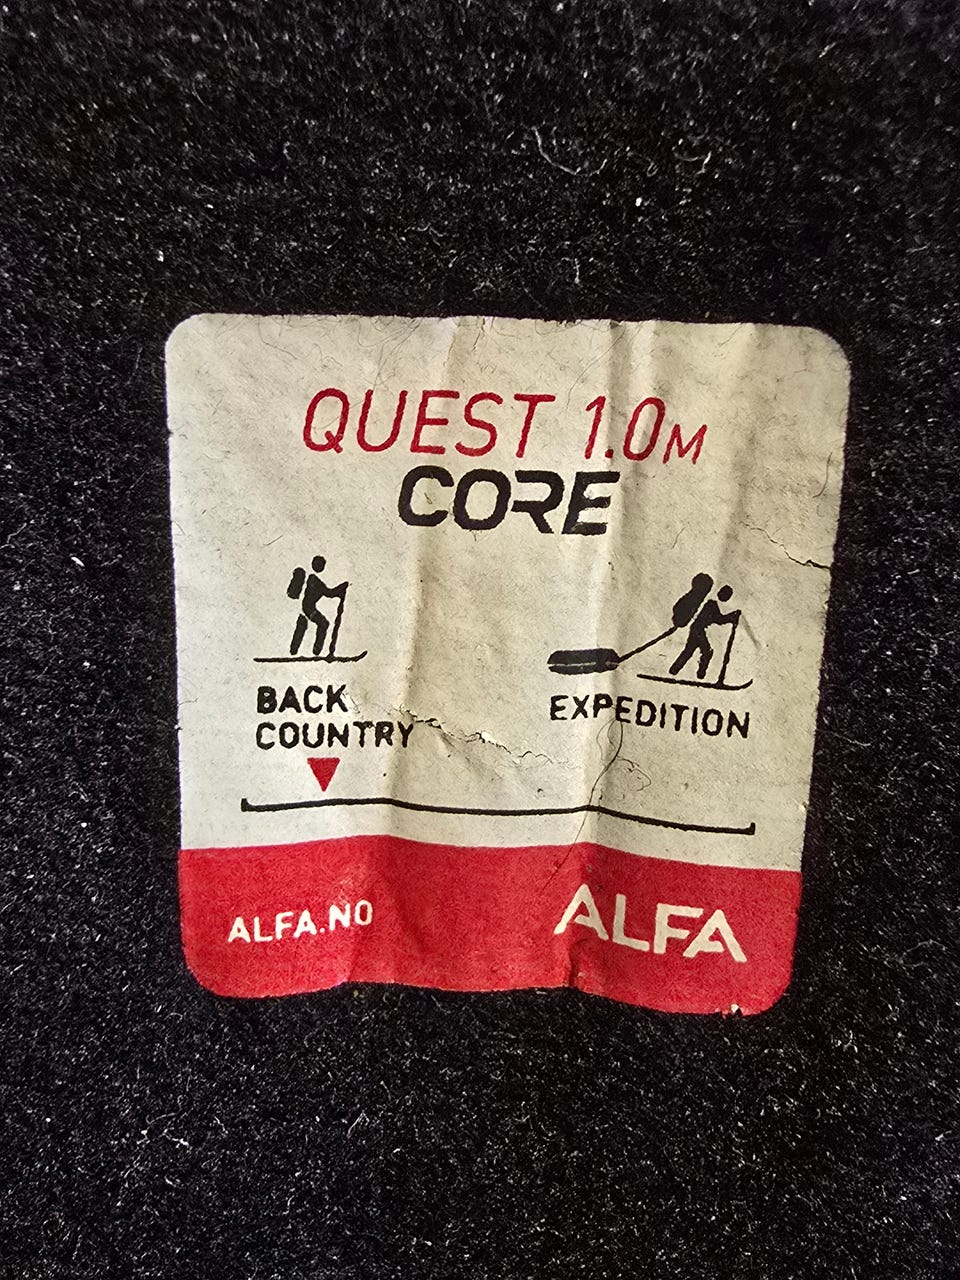 QUEST 1.0M
CORE
BACK
COUNTRY
EXPEDITION
ALFA.NO
ALFA